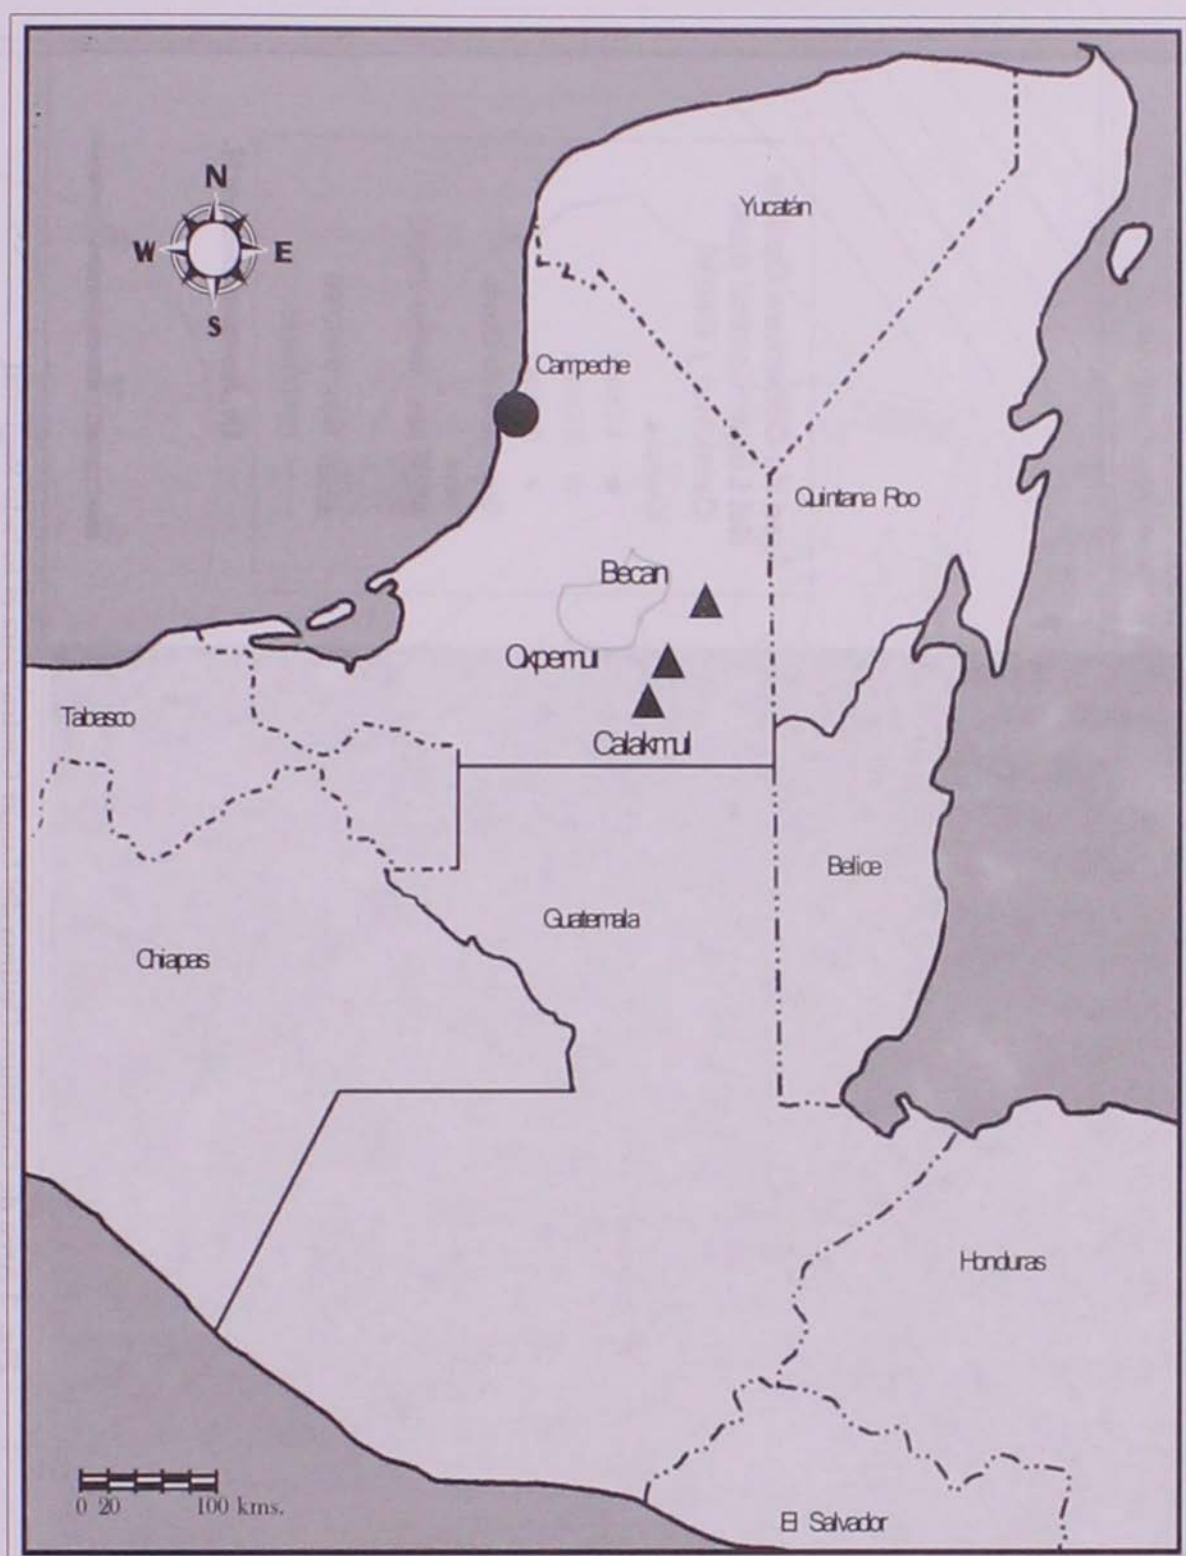 N
Yucatán
W E
S
Campeche
Quintana Roo
Becan
Oxpemul
Tabasco
Calakmul
Belice
Guatemala
Chiapas
Honduras
0 20 100 kms.
El Salvador